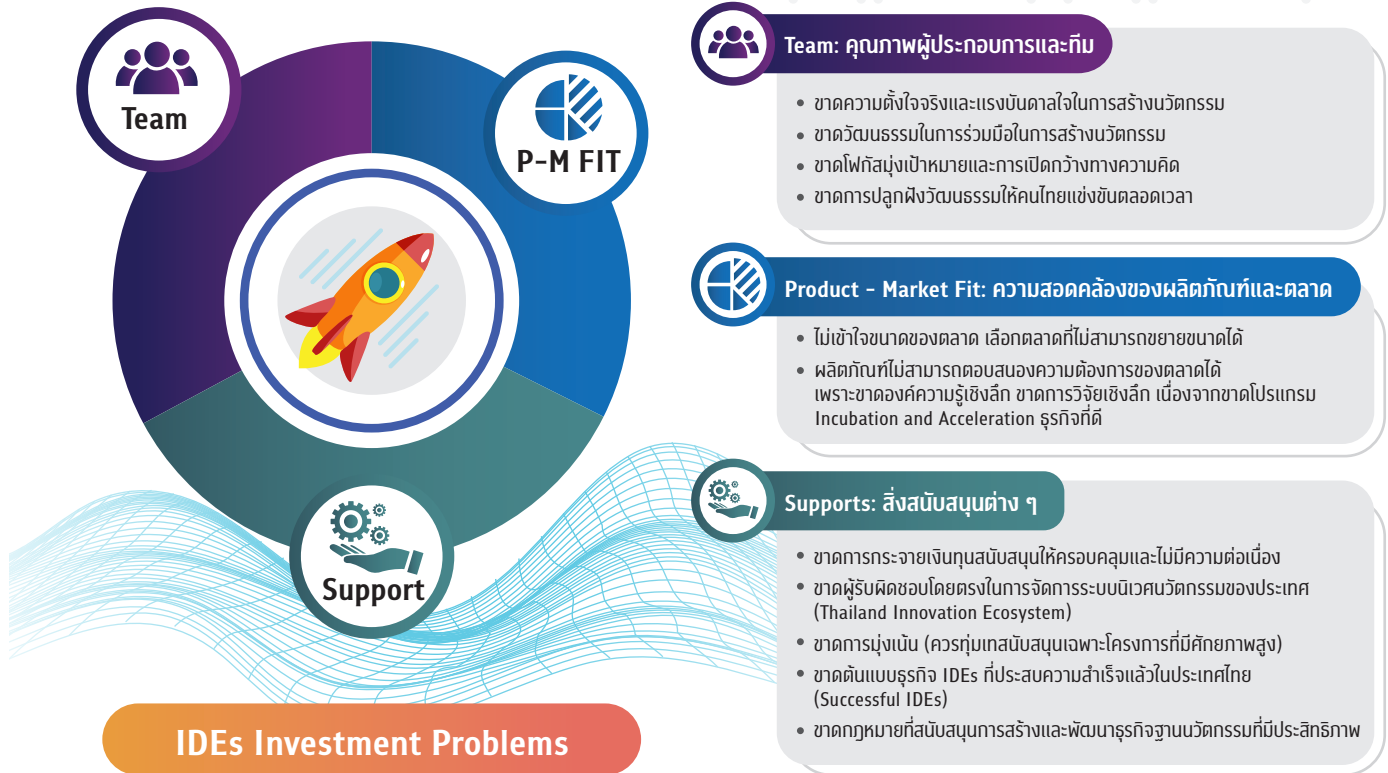 Team
P-M FIT
Support
IDEs Investment Problems
Team: คุณภาพผู้ประกอบการและทีม
• ขาดความตั้งใจจริงและแรงบันดาลใจในการสร้างนวัตกรรม
• ขาดวัฒนธรรมในการร่วมมือในการสร้างนวัตกรรม
• ขาดโฟกัสมุ่งเป้าหมายและการเปิดกว้างทางความคิด
• ขาดการปลูกฝังวัฒนธรรมให้คนไทยแข่งขันตลอดเวลา
Product - Market Fit: ความสอดคล้องของผลิตภัณฑ์และตลาด
• ไม่เข้าใจขนาดของตลาด เลือกตลาดที่ไม่สามารถขยายขนาดได้
• ผลิตภัณฑ์ไม่สามารถตอบสนองความต้องการของตลาดได้
เพราะขาดองค์ความรู้เชิงลึก ขาดการวิจัยเชิงลึก เนื่องจากขาดโปรแกรม
Incubation and Acceleration ธุรกิจที่ดี
Supports: สิ่งสนับสนุนต่าง ๆ
• ขาดการกระจายเงินทุนสนับสนุนให้ครอบคลุมและไม่มีความต่อเนื่อง
• ขาดผู้รับผิดชอบโดยตรงในการจัดการระบบนิเวศนวัตกรรมของประเทศ
(Thailand Innovation Ecosystem)
• ขาดการมุ่งเน้น (ควรทุ่มเทสนับสนุนเฉพาะโครงการที่มีศักยภาพสูง)
• ขาดต้นแบบธุรกิจ IDEs ที่ประสบความสำเร็จแล้วในประเทศไทย
(Successful IDEs)
• ขาดกฎหมายที่สนับสนุนการสร้างและพัฒนาธุรกิจฐานนวัตกรรมที่มีประสิทธิภาพ